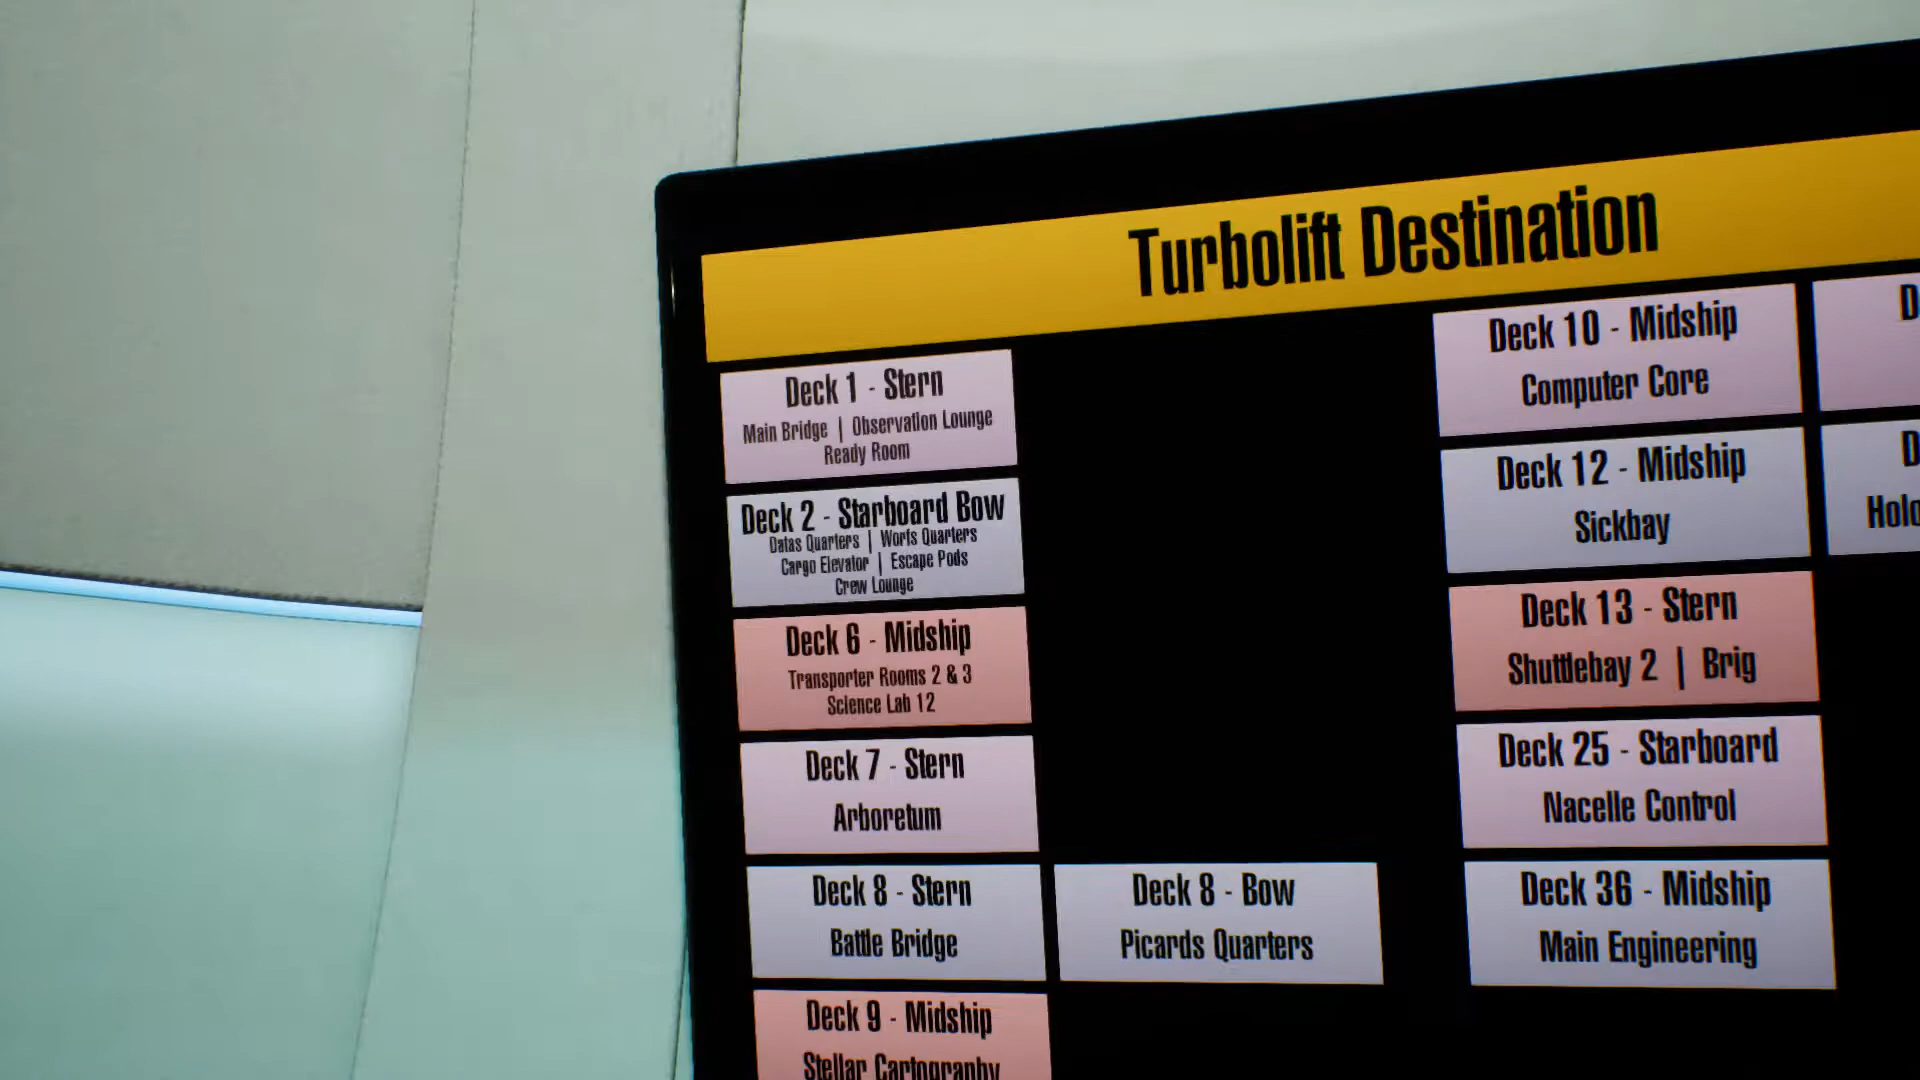 Turbolift Destination
Deck 1 - Stern
Main Bridge | Observation Lounge
Ready Room
Deck 2 - Starboard Bow
Datas Quarters | Worfs Quarters
Cargo Elevator | Escape Pods
Crew Lounge
Deck 6 - Midship
Transporter Rooms 2 & 3
Science Lab 12
Deck 7 - Stern
Arboretum
Deck 8 - Stern
Battle Bridge
Deck 9 - Midship
Stellar Cartography
Deck 8 - Bow
Picards Quarters
Deck 10 - Midship
Computer Core
Deck 12 - Midship
Sickbay
Deck 13 - Stern
Shuttlebay 2 | Brig
Deck 25 - Starboard
Nacelle Control
Deck 36 - Midship
Main Engineering